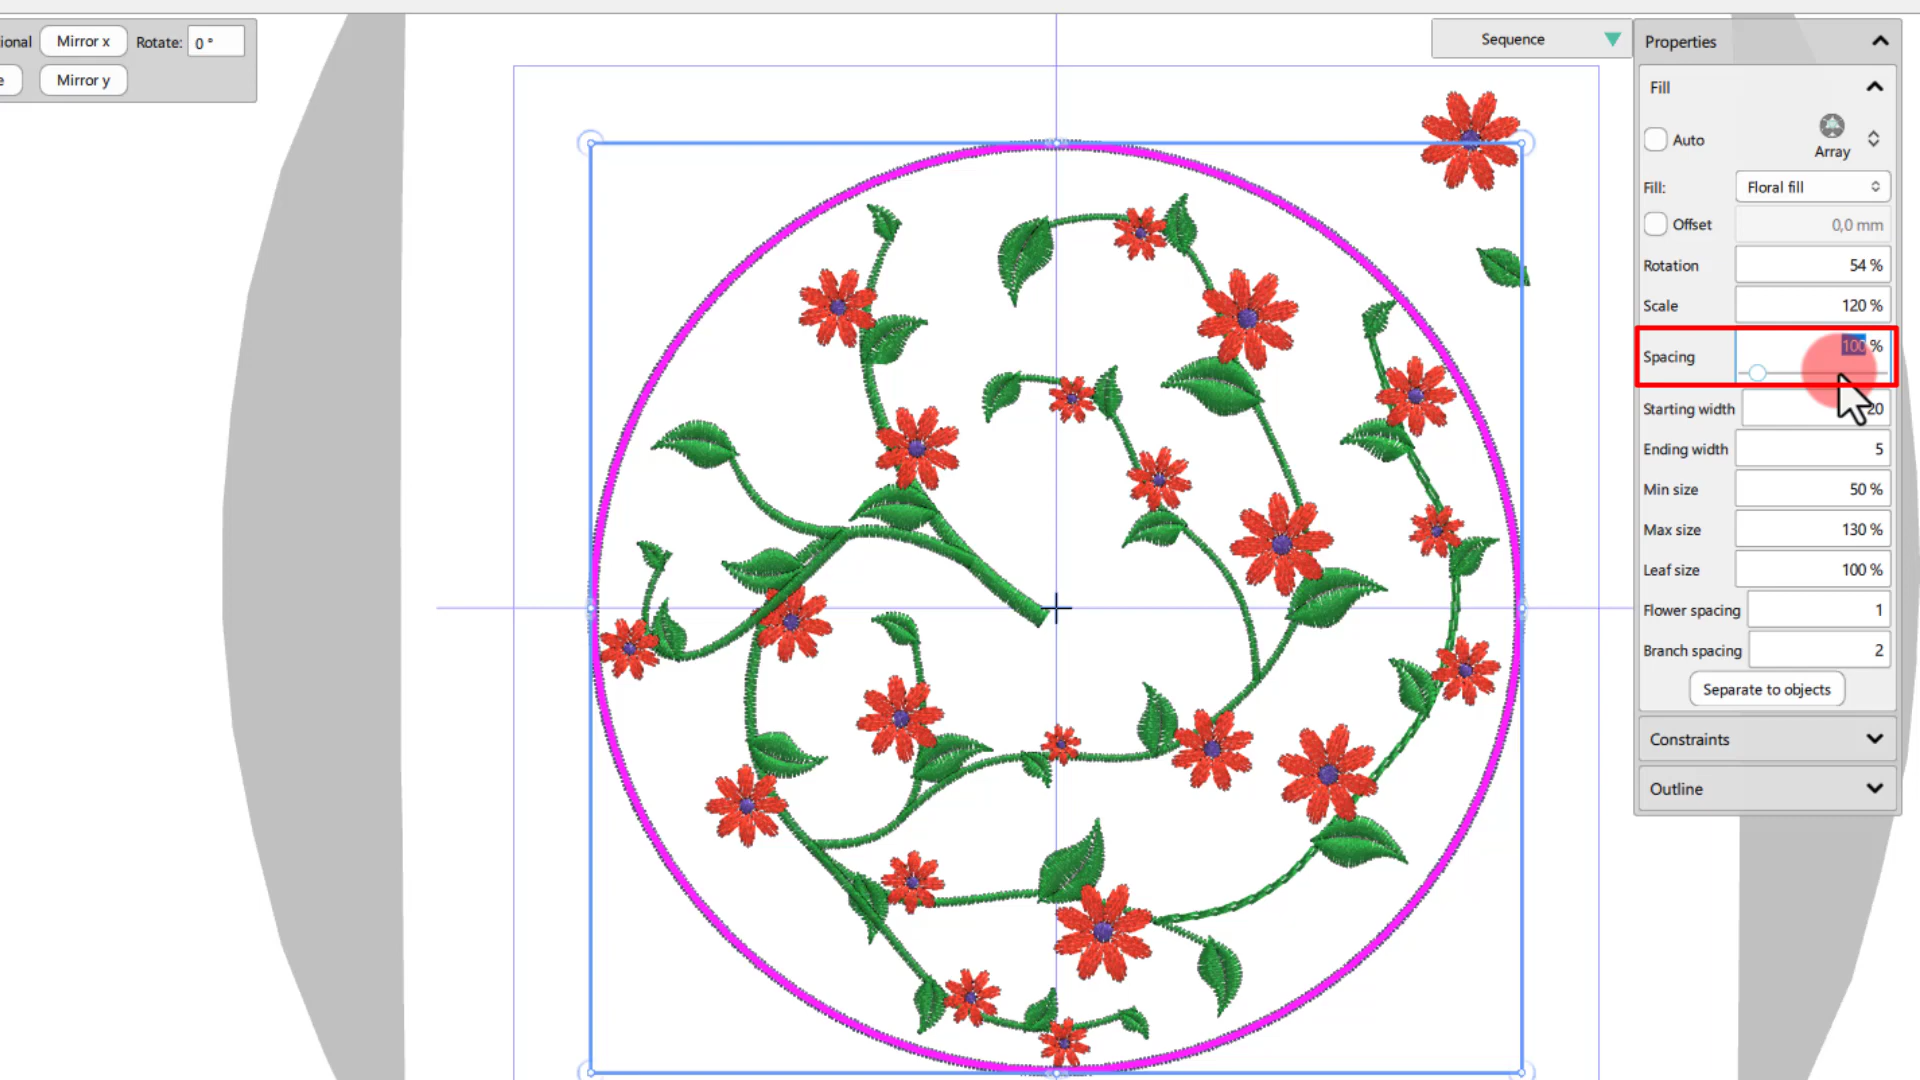 ional Mirror x Rotate: 0 °
e Mirror y
Sequence
Properties
Fill
Auto Array
Fill: Floral fill
Offset 0,0 mm
Rotation 54 %
Scale 120 %
Spacing 100 %
Starting width 20
Ending width 5
Min size 50 %
Max size 130 %
Leaf size 100 %
Flower spacing 1
Branch spacing 2
Separate to objects
Constraints
Outline